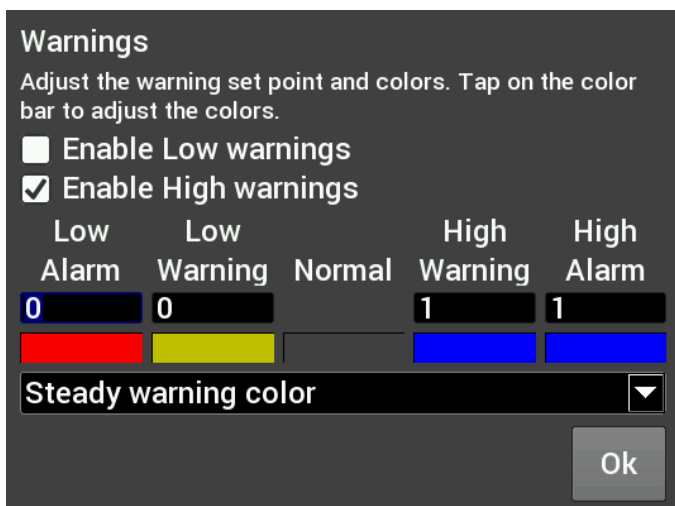 Warnings
Adjust the warning set point and colors. Tap on the color
bar to adjust the colors.
Enable Low warnings
Enable High warnings
Low Low High High
Alarm Warning Normal Warning Alarm
0 0 1 1
Steady warning color
Ok